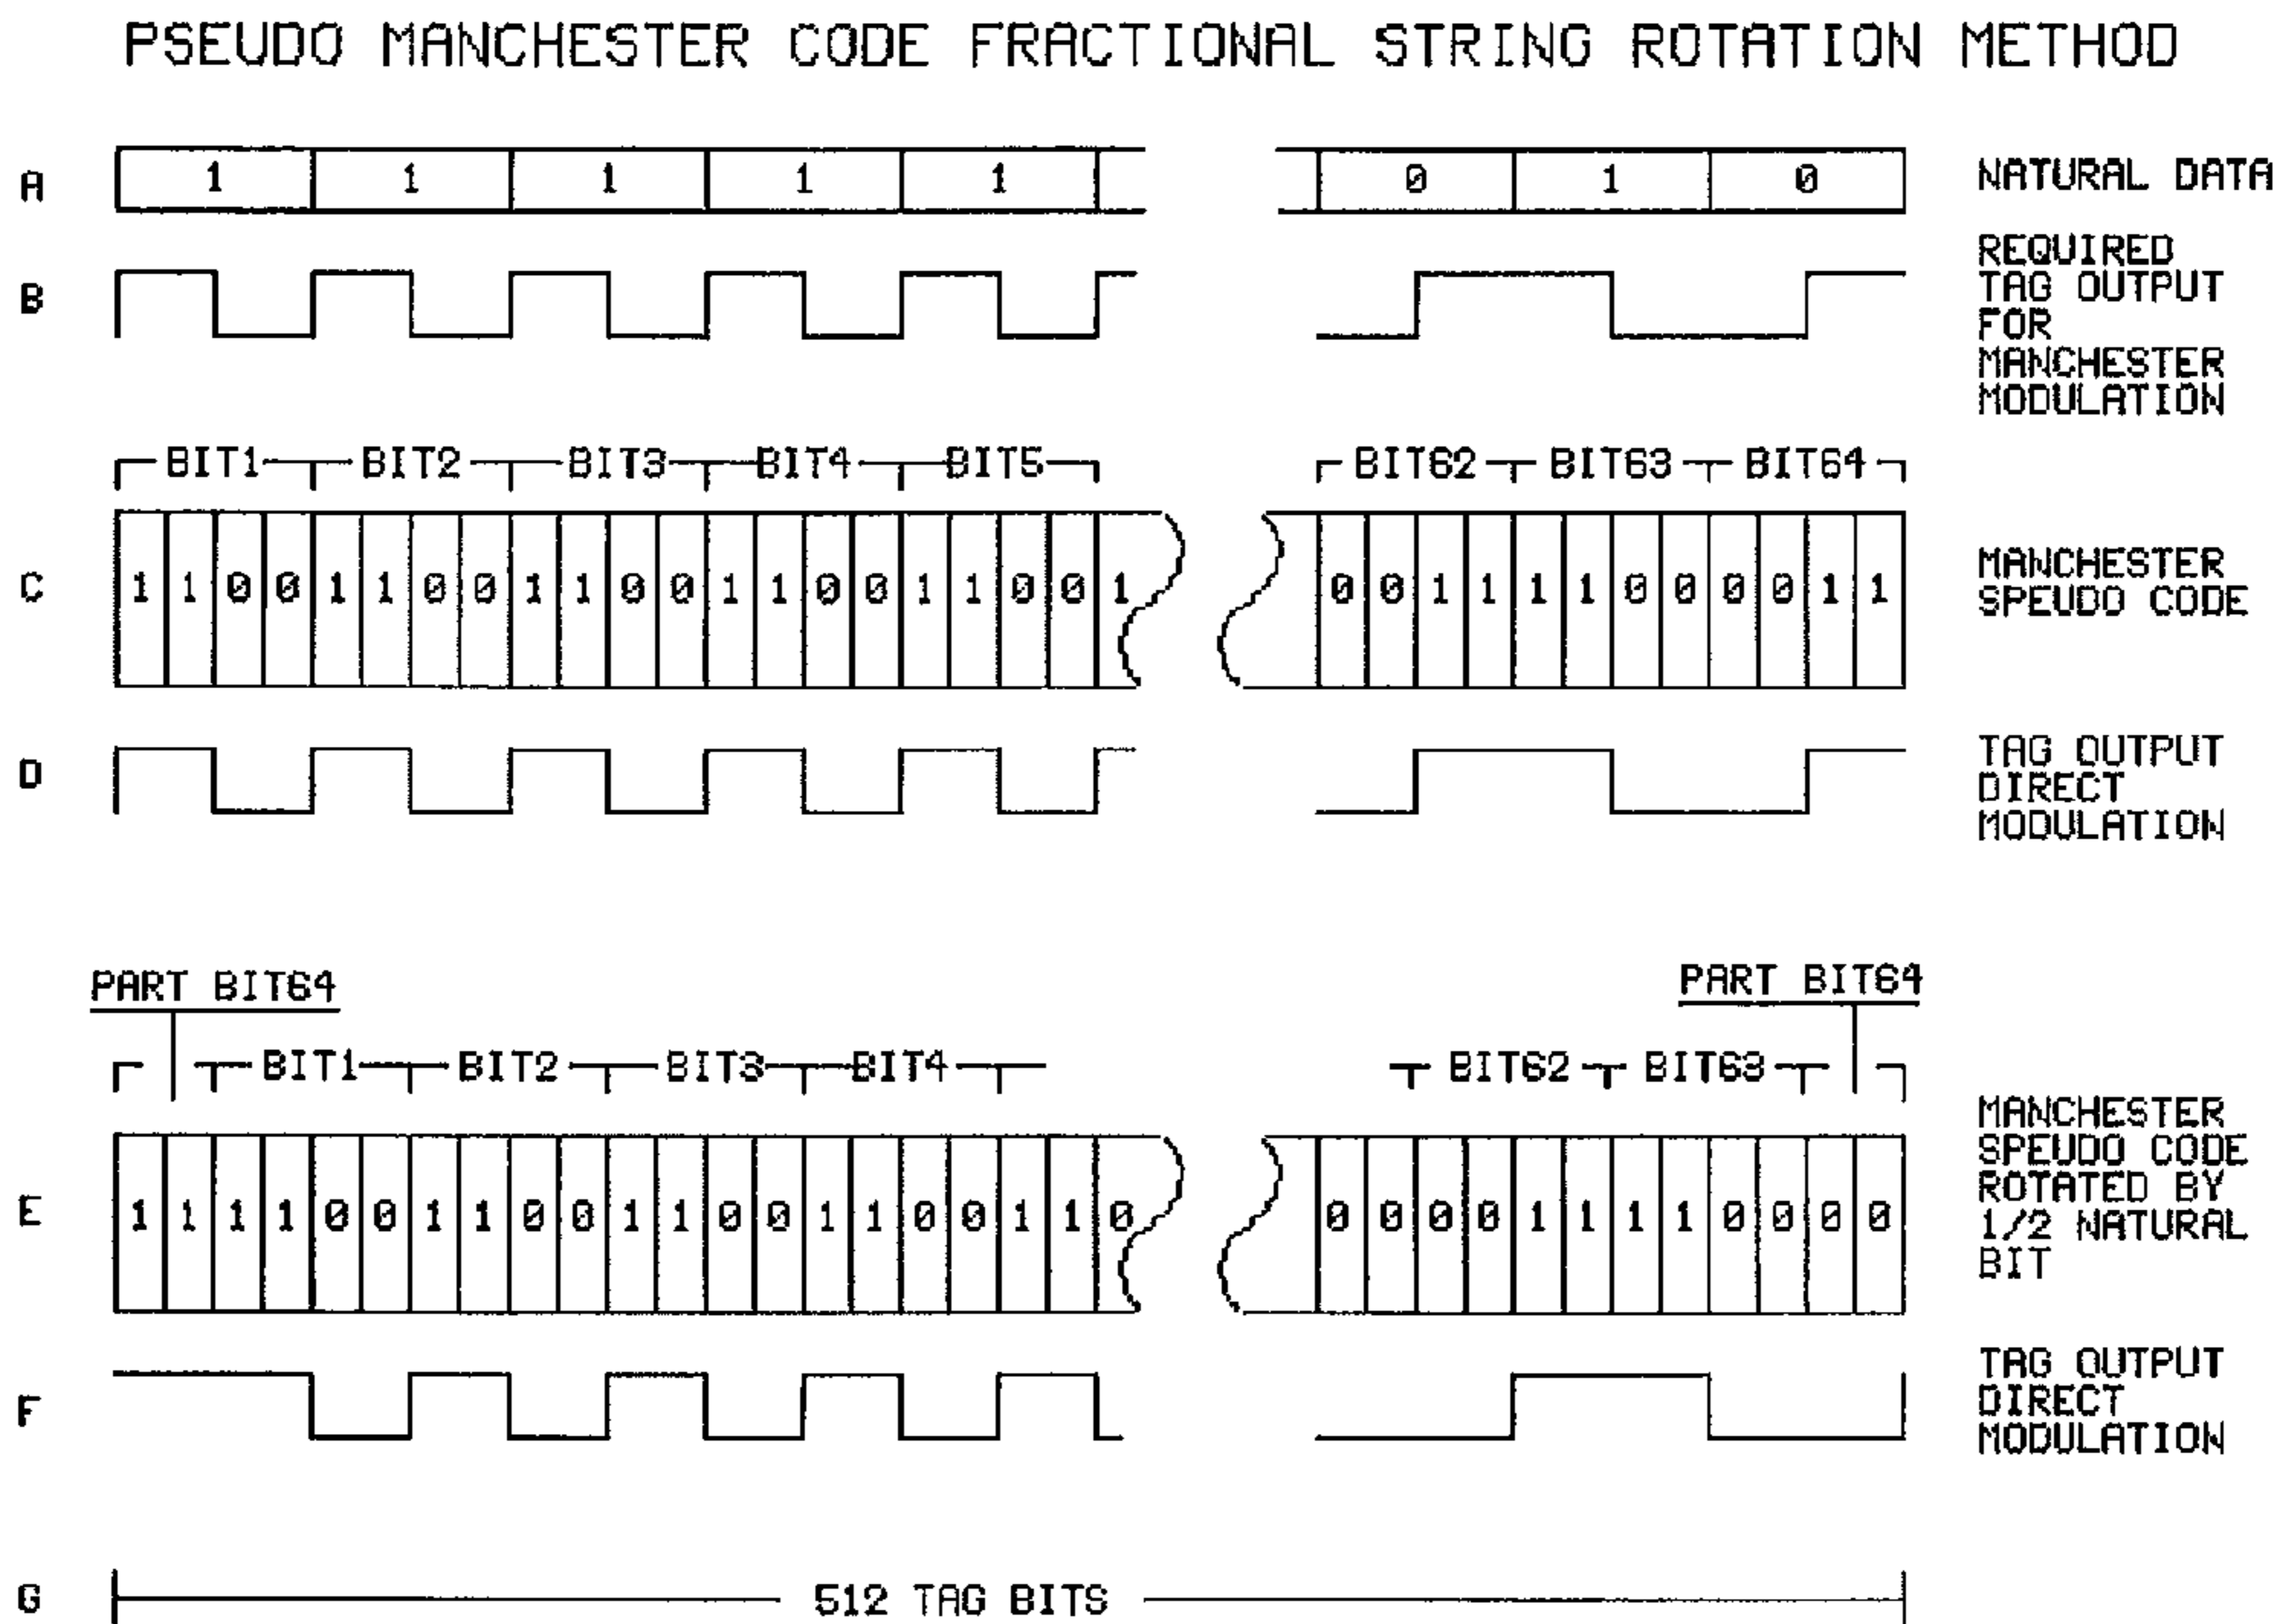 PSEUDO MANCHESTER CODE FRACTIONAL STRING ROTATION METHOD
A 1 1 1 1 1 0 1 0 NATURAL DATA
B
REQUIRED
TAG OUTPUT
FOR
MANCHESTER
MODULATION
BIT1 BIT2 BIT3 BIT4 BIT5 BIT62 BIT63 BIT64
C 1 1 0 0 1 1 0 0 1 1 0 0 1 1 0 0 1 1 0 0 1 0 0 1 1 1 1 0 0 0 0 1 1
MANCHESTER
SPEUDO CODE
D
TAG OUTPUT
DIRECT
MODULATION
PART BIT64 PART BIT64
BIT1 BIT2 BIT3 BIT4 BIT62 BIT63
E 1 1 1 1 0 0 1 1 0 0 1 1 0 0 1 1 0 0 1 1 0 0 0 0 0 1 1 1 1 0 0 0 0
MANCHESTER
SPEUDO CODE
ROTATED BY
1/2 NATURAL
BIT
F
TAG OUTPUT
DIRECT
MODULATION
G 512 TAG BITS